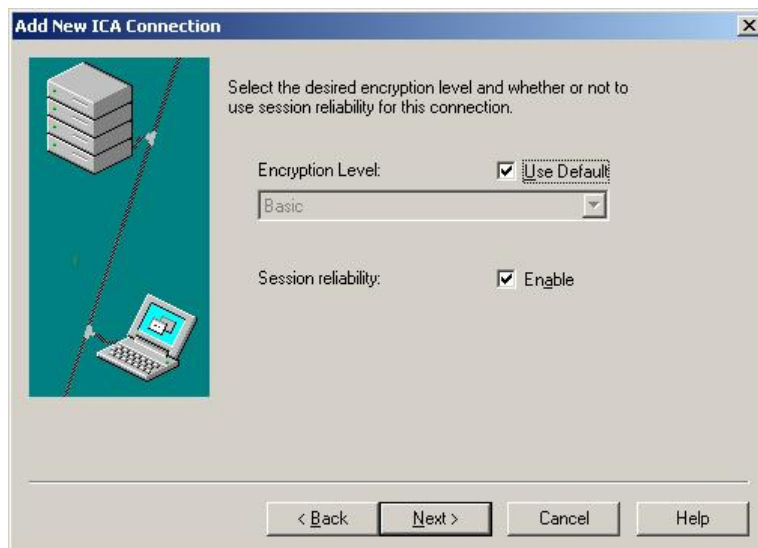 Add New ICA Connection
Select the desired encryption level and whether or not to
use session reliability for this connection.
Encryption Level:
Use Default
Basic
Session reliability:
Enable
< Back
Next >
Cancel
Help